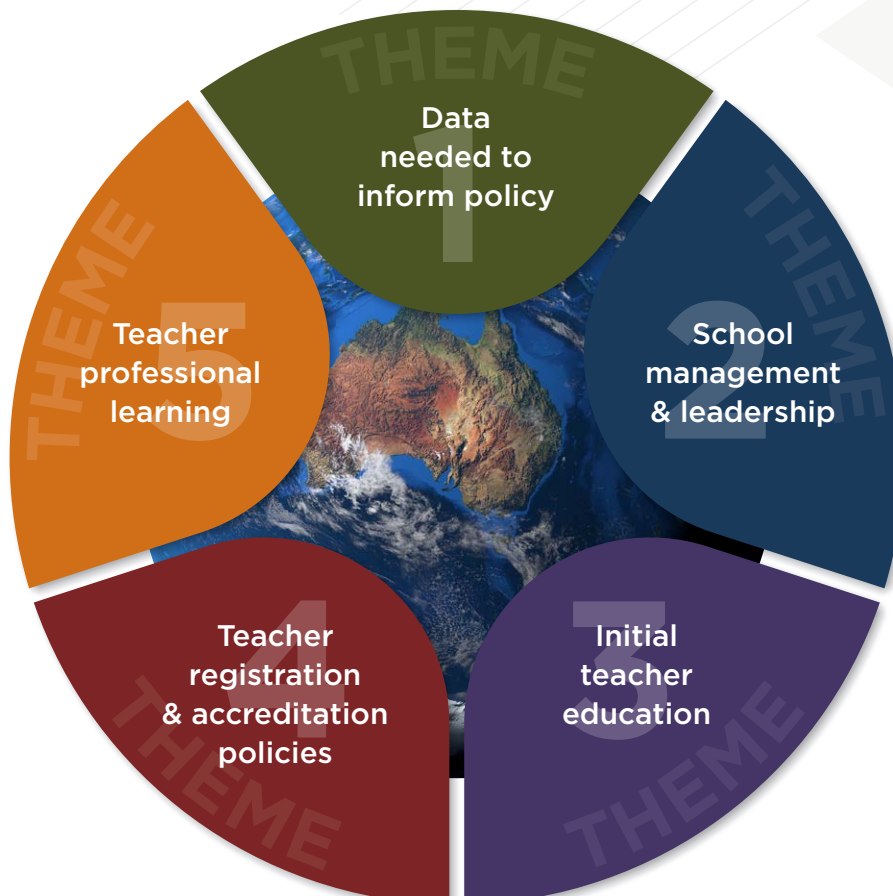 THEME
1
Data
needed to
inform policy
THEME
2
School
management
& leadership
THEME
3
Initial
teacher
education
THEME
4
Teacher
registration
& accreditation
policies
THEME
5
Teacher
professional
learning